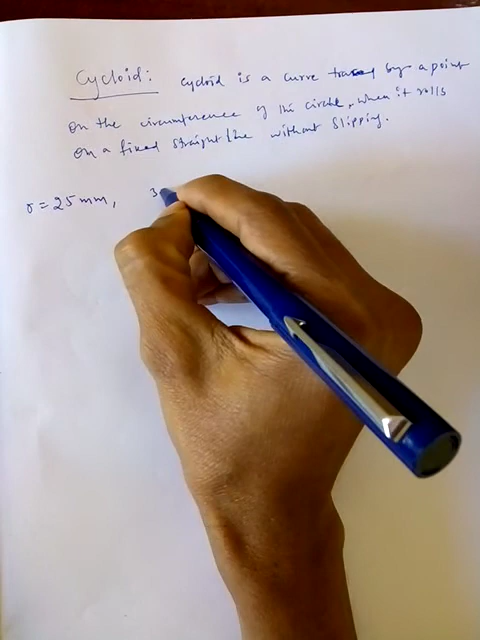 Cycloid: cycloid is a curve traced by a point
on the circumference of the circle, when it rolls
on a fixed straight line without slipping.
r = 25 mm, 3